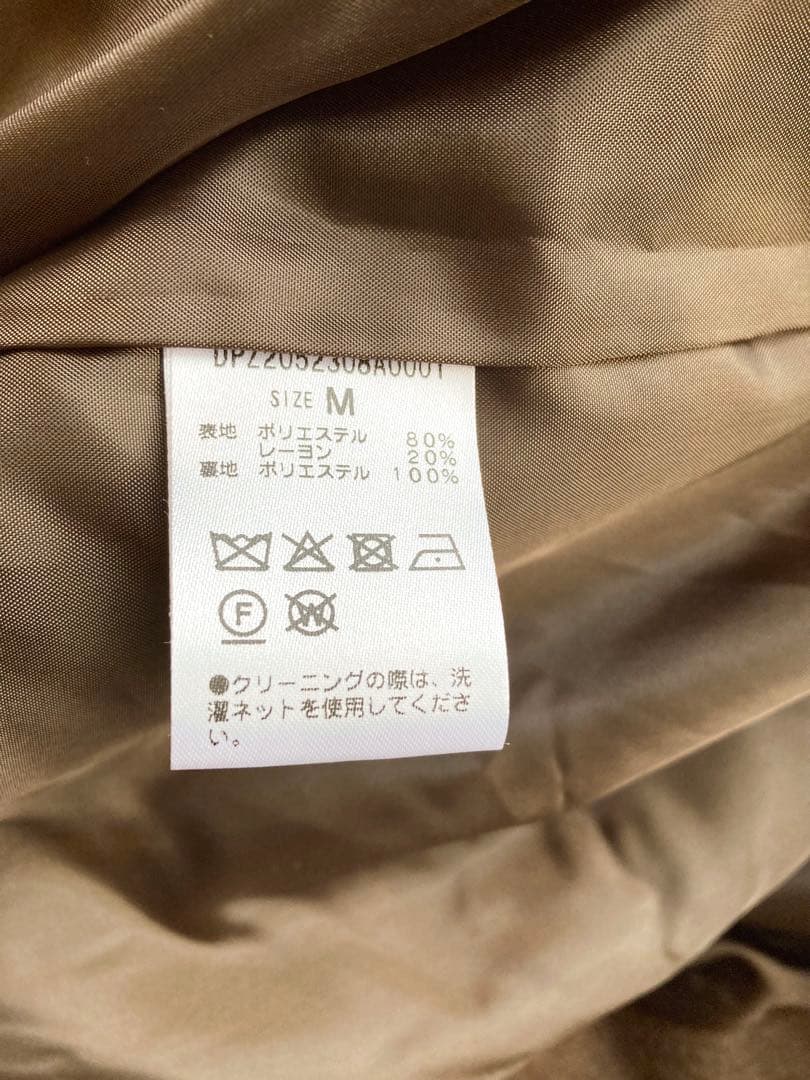 DPZ2052308A0001
SIZE M
表地 ポリエステル 80%
レーヨン 20%
裏地 ポリエステル 100%
F W
●クリーニングの際は、洗
濯ネットを使用してくださ
い。